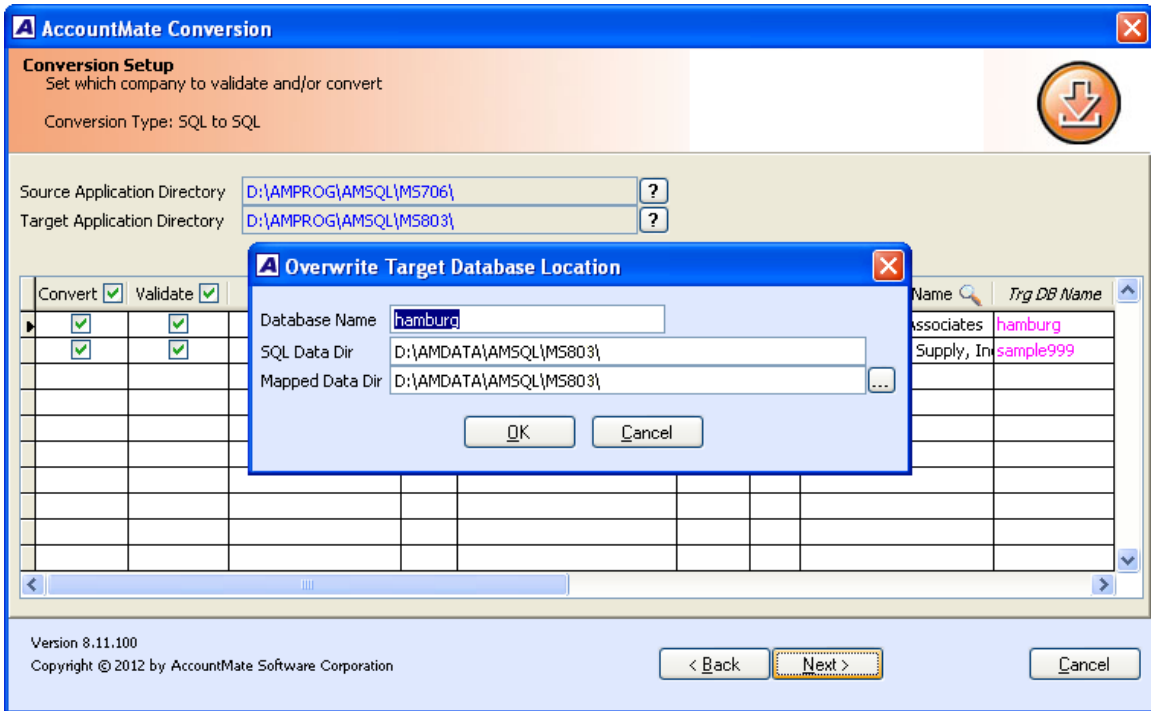 A AccountMate Conversion
Conversion Setup
Set which company to validate and/or convert
Conversion Type: SQL to SQL
Source Application Directory D:\AMPROG\AMSQL\MS706\ ?
Target Application Directory D:\AMPROG\AMSQL\MS803\ ?
A Overwrite Target Database Location
Database Name hamburg
SQL Data Dir D:\AMDATA\AMSQL\MS803\
Mapped Data Dir D:\AMDATA\AMSQL\MS803\ ...
OK Cancel
Convert Validate Name Trg DB Name
Associates hamburg
Supply, In sample999
Version 8.11.100
Copyright © 2012 by AccountMate Software Corporation
< Back Next > Cancel